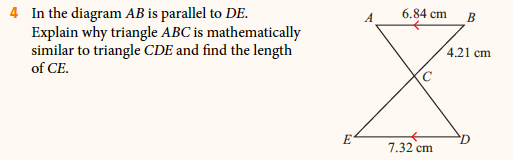 4 In the diagram AB is parallel to DE.
Explain why triangle ABC is mathematically
similar to triangle CDE and find the length
of CE.
A 6.84 cm B
4.21 cm
C
E D
7.32 cm